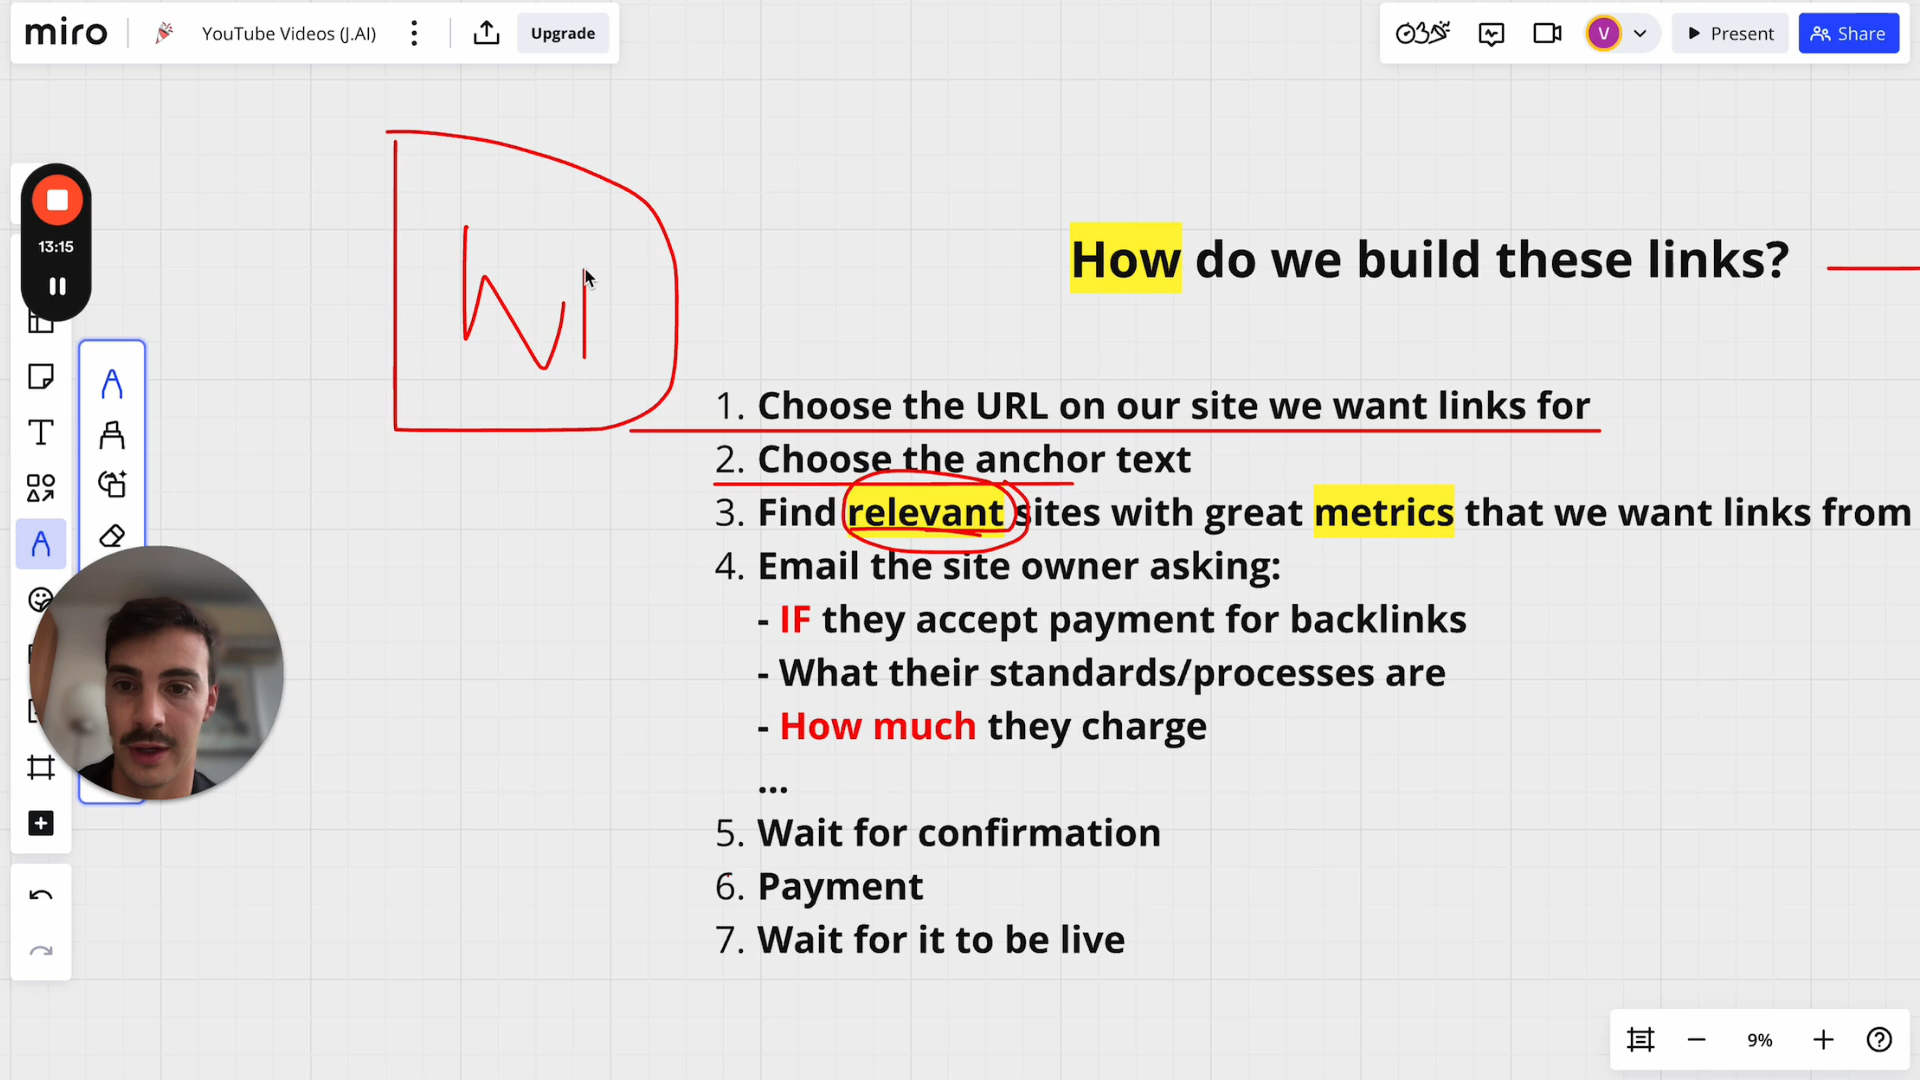 miro
YouTube Videos (J.AI)
Upgrade
V
Present
Share
13:15
How do we build these links?
1. Choose the URL on our site we want links for
2. Choose the anchor text
3. Find relevant sites with great metrics that we want links from
4. Email the site owner asking:
- IF they accept payment for backlinks
- What their standards/processes are
- How much they charge
...
5. Wait for confirmation
6. Payment
7. Wait for it to be live
9%